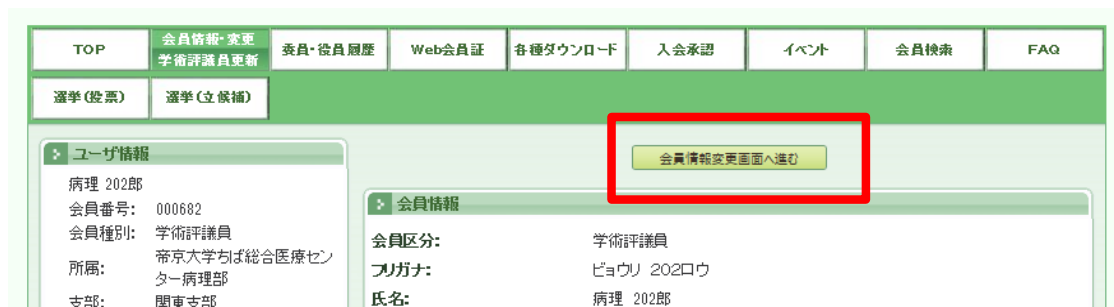 TOP
会員情報・変更
学術評議員更新
委員・役員履歴
Web会員証
各種ダウンロード
入会承認
イベント
会員検索
FAQ
選挙(投票)
選挙(立候補)
会員情報変更画面へ進む
ユーザ情報
病理 202郎
会員番号: 000682
会員種別: 学術評議員
所属: 帝京大学ちば総合医療セン
ター病理部
支部: 関東支部
会員情報
会員区分: 学術評議員
フリガナ: ビョウリ 202ロウ
氏名: 病理 202郎